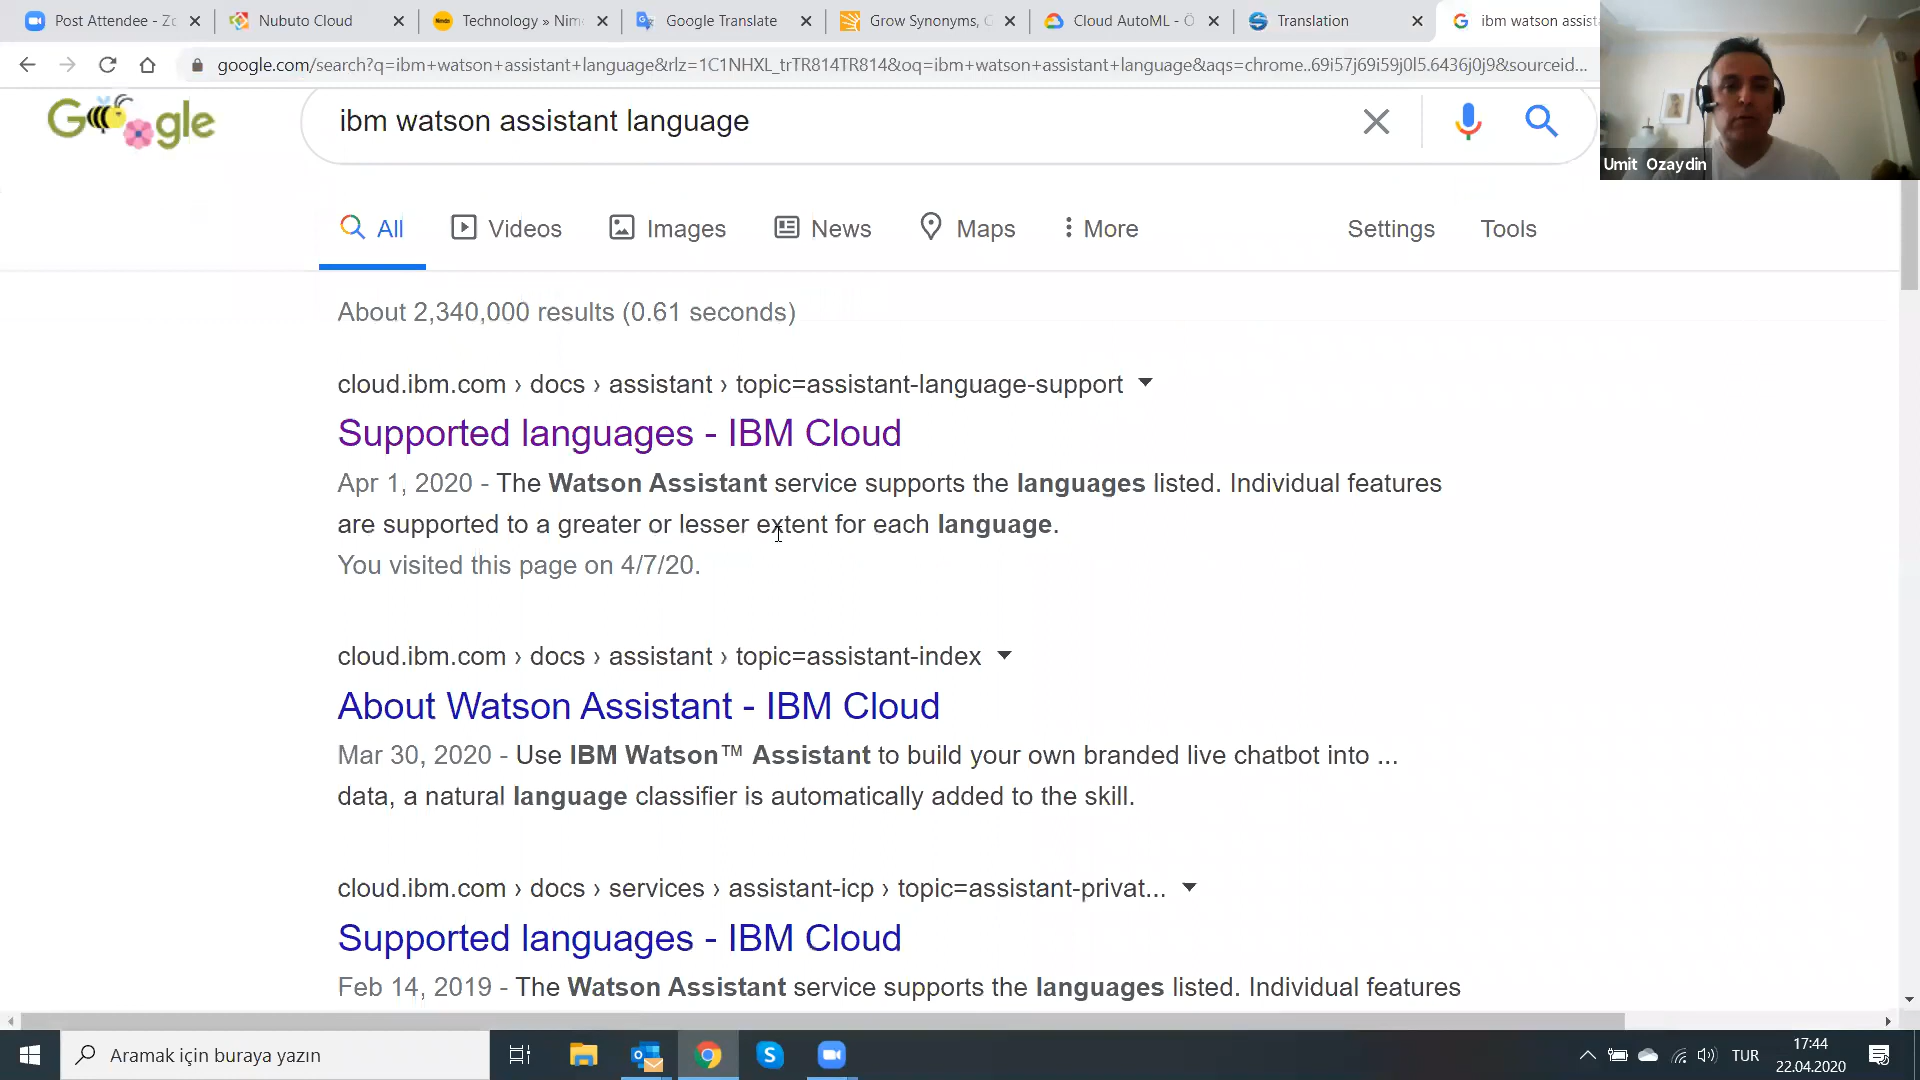 Post Attendee - Zo
Nubuto Cloud
Technology » Nim
Google Translate
Grow Synonyms, G
Cloud AutoML - Ö
Translation
ibm watson assist
google.com/search?q=ibm+watson+assistant+language&rlz=1C1NHXL_trTR814TR814&oq=ibm+watson+assistant+language&aqs=chrome..69i57j69i59j0l5.6436j0j9&sourceid...
Google
ibm watson assistant language
Umit Ozaydin
All
Videos
Images
News
Maps
More
Settings
Tools
About 2,340,000 results (0.61 seconds)
cloud.ibm.com › docs › assistant › topic=assistant-language-support
Supported languages - IBM Cloud
Apr 1, 2020 - The Watson Assistant service supports the languages listed. Individual features
are supported to a greater or lesser extent for each language.
You visited this page on 4/7/20.
cloud.ibm.com › docs › assistant › topic=assistant-index
About Watson Assistant - IBM Cloud
Mar 30, 2020 - Use IBM Watson™ Assistant to build your own branded live chatbot into ...
data, a natural language classifier is automatically added to the skill.
cloud.ibm.com › docs › services › assistant-icp › topic=assistant-privat...
Supported languages - IBM Cloud
Feb 14, 2019 - The Watson Assistant service supports the languages listed. Individual features
Aramak için buraya yazın
TUR
17:44
22.04.2020